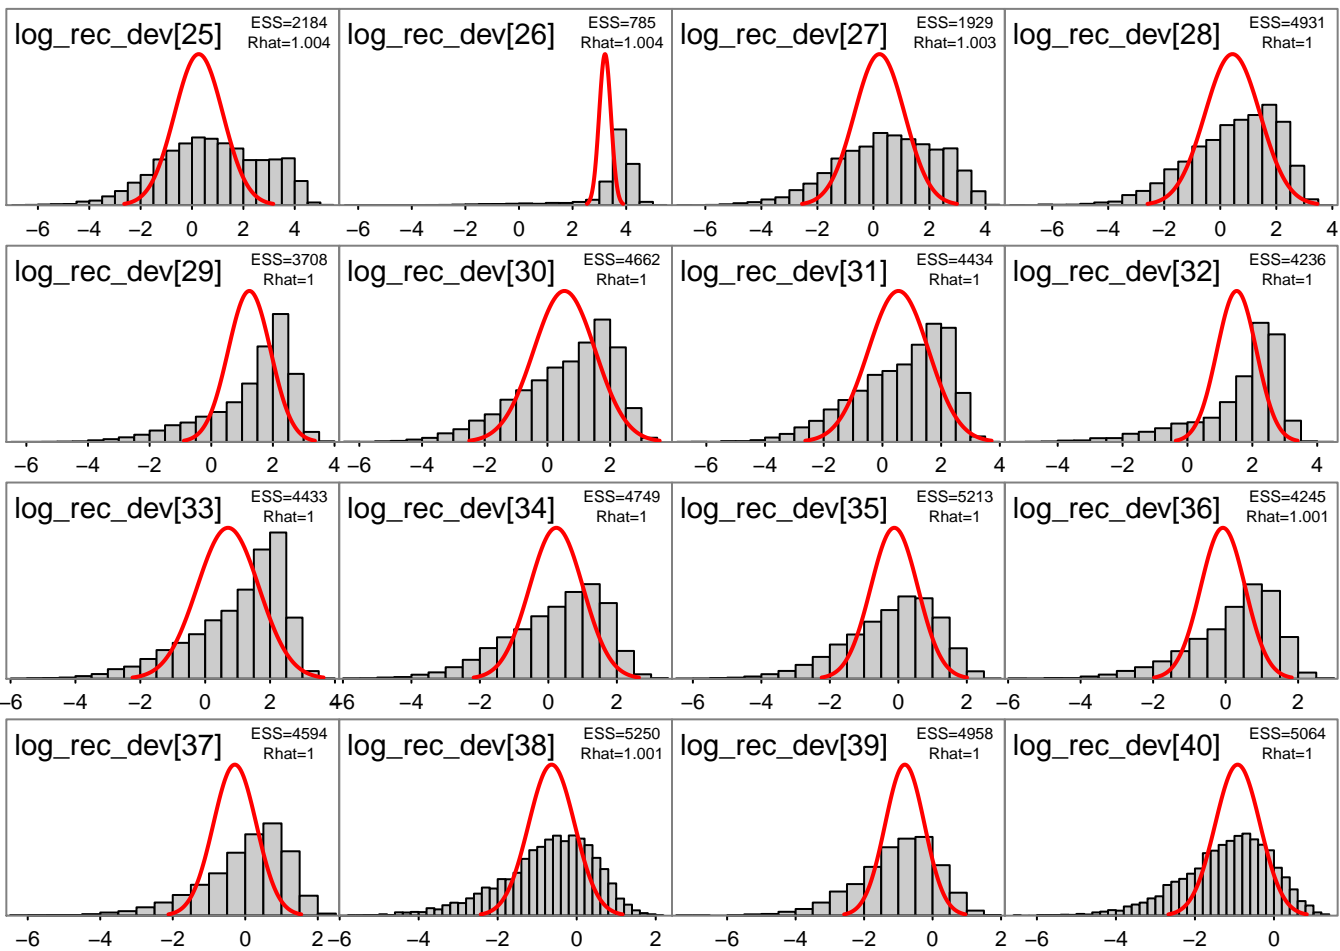 log_rec_dev[25] ESS=2184
Rhat=1.004
log_rec_dev[26] ESS=785
Rhat=1.004
log_rec_dev[27] ESS=1929
Rhat=1.003
log_rec_dev[28] ESS=4931
Rhat=1
−6 −4 −2 0 2 4
−6 −4 −2 0 2 4
−6 −4 −2 0 2 4
−6 −4 −2 0 2 4
log_rec_dev[29] ESS=3708
Rhat=1
log_rec_dev[30] ESS=4662
Rhat=1
log_rec_dev[31] ESS=4434
Rhat=1
log_rec_dev[32] ESS=4236
Rhat=1
−6 −4 −2 0 2 4
−6 −4 −2 0 2
−6 −4 −2 0 2 4
−4 −2 0 2 4
log_rec_dev[33] ESS=4433
Rhat=1
log_rec_dev[34] ESS=4749
Rhat=1
log_rec_dev[35] ESS=5213
Rhat=1
log_rec_dev[36] ESS=4245
Rhat=1.001
−6 −4 −2 0 2 4
−6 −4 −2 0 2
−6 −4 −2 0 2
−6 −4 −2 0 2
log_rec_dev[37] ESS=4594
Rhat=1
log_rec_dev[38] ESS=5250
Rhat=1.001
log_rec_dev[39] ESS=4958
Rhat=1
log_rec_dev[40] ESS=5064
Rhat=1
−6 −4 −2 0 2
−6 −4 −2 0 2
−6 −4 −2 0 2
−6 −4 −2 0